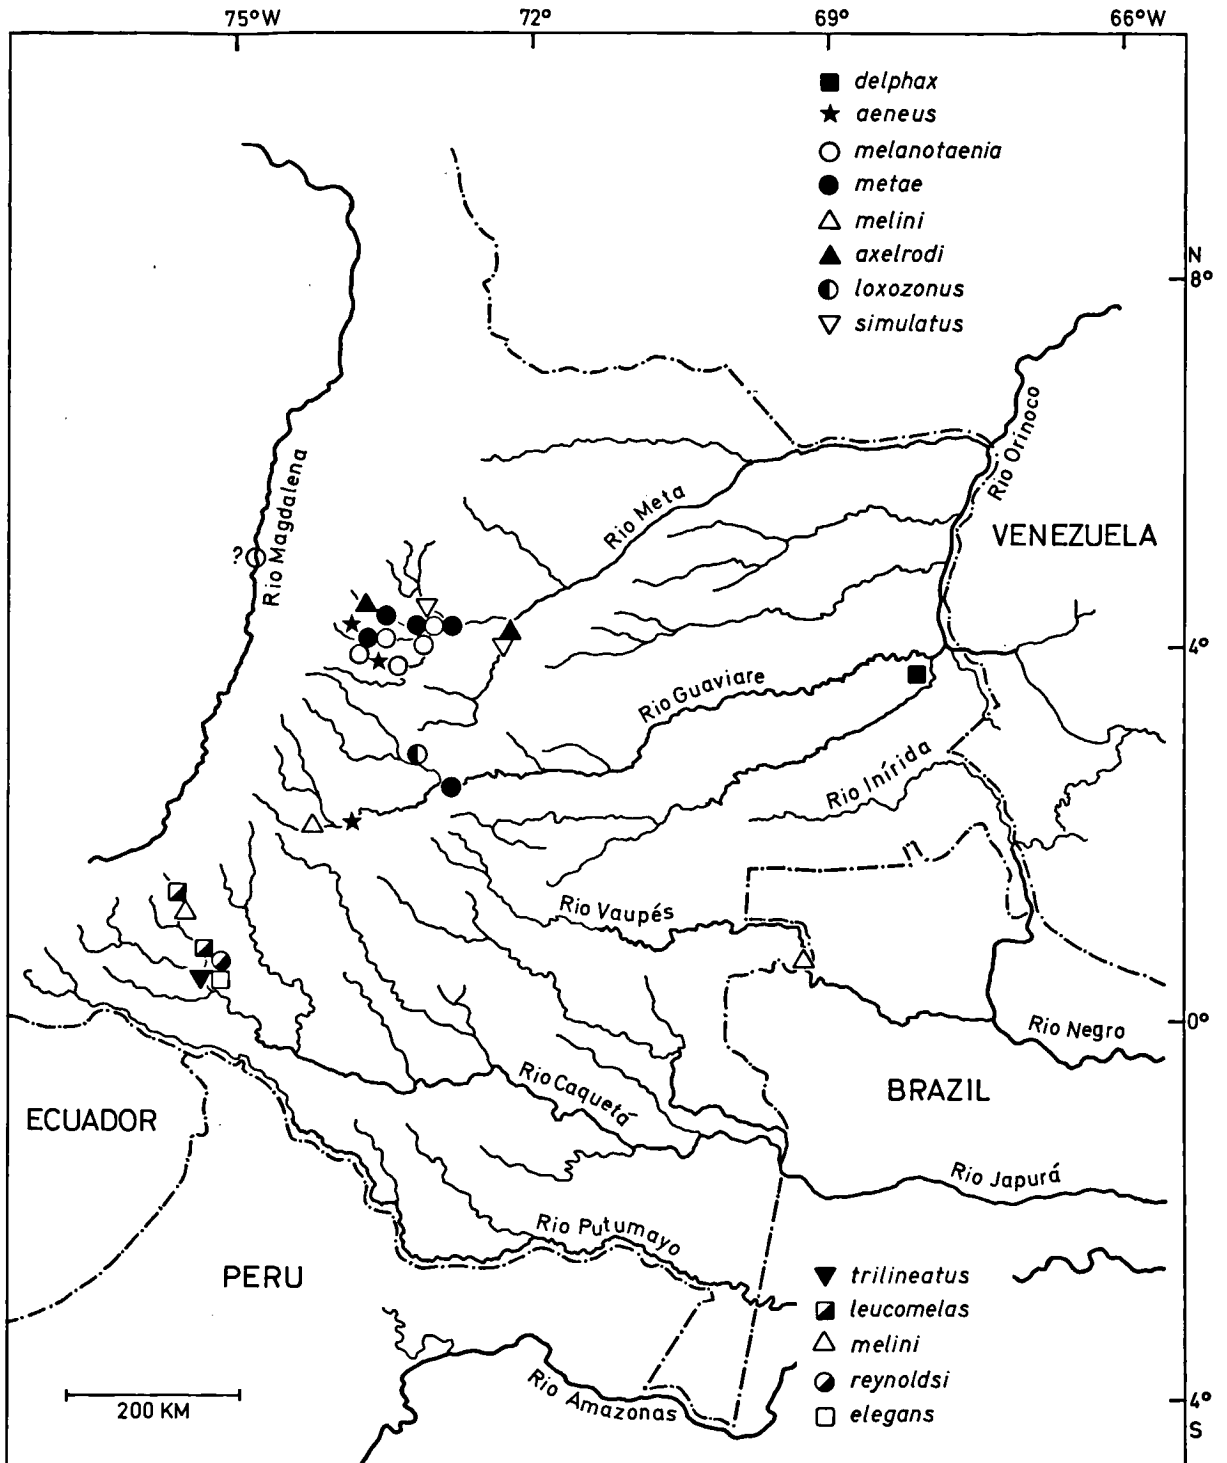 75°W 72° 69° 66°W
delphax
aeneus
melanotaenia
metae
melini
axelrodi
loxozonus
simulatus
N
8°
Rio Orinoco
Rio Magdalena
Rio Meta
VENEZUELA
?
4°
Rio Guaviare
Rio Inírida
Rio Vaupés
0°
Rio Negro
Rio Caquetá
BRAZIL
ECUADOR
Rio Japurá
Rio Putumayo
PERU
trilineatus
leucomelas
melini
reynoldsi
elegans
Rio Amazonas
200 KM
4°
S